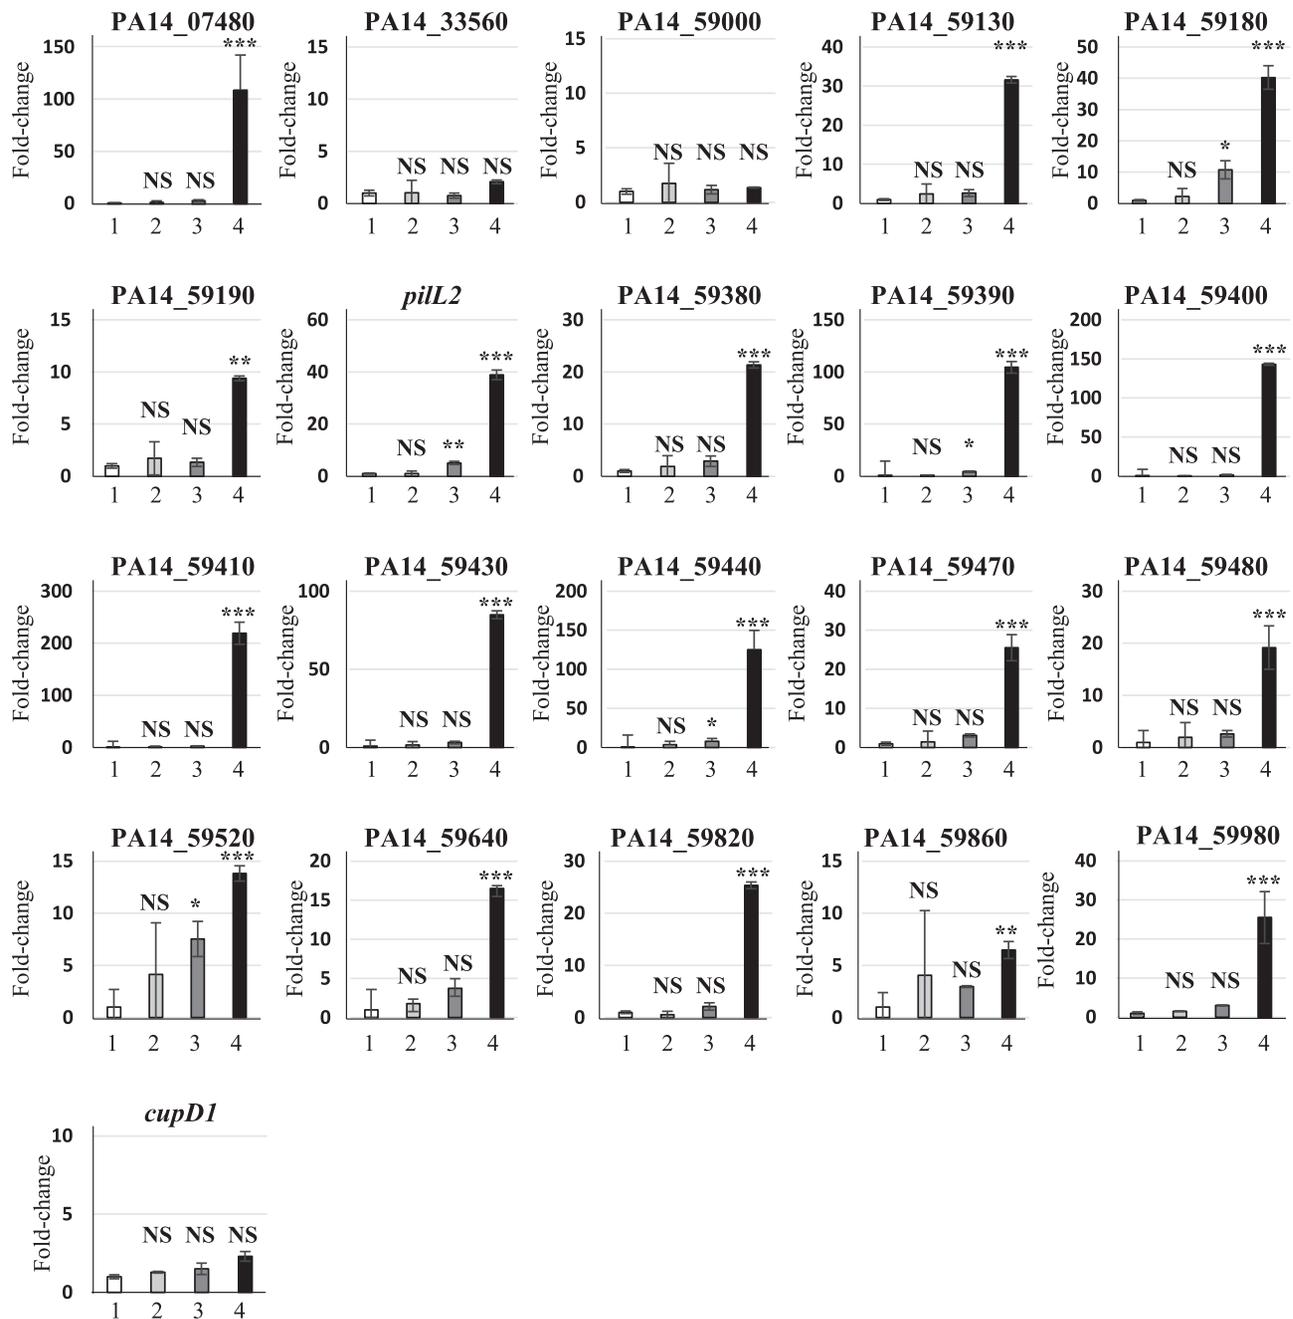 PA14_07480 PA14_33560 PA14_59000 PA14_59130 PA14_59180
Fold-change 150 100 50 0 *** NS NS 1 2 3 4
Fold-change 15 10 5 0 NS NS NS 1 2 3 4
Fold-change 15 10 5 0 NS NS NS 1 2 3 4
Fold-change 40 30 20 10 0 *** NS NS 1 2 3 4
Fold-change 50 40 30 20 10 0 *** * NS 1 2 3 4
PA14_59190 pilL2 PA14_59380 PA14_59390 PA14_59400
Fold-change 15 10 5 0 ** NS NS 1 2 3 4
Fold-change 60 40 20 0 *** NS ** 1 2 3 4
Fold-change 30 20 10 0 *** NS NS 1 2 3 4
Fold-change 150 100 50 0 *** NS * 1 2 3 4
Fold-change 200 150 100 50 0 *** NS NS 1 2 3 4
PA14_59410 PA14_59430 PA14_59440 PA14_59470 PA14_59480
Fold-change 300 200 100 0 *** NS NS 1 2 3 4
Fold-change 100 50 0 *** NS NS 1 2 3 4
Fold-change 200 150 100 50 0 *** NS * 1 2 3 4
Fold-change 40 30 20 10 0 *** NS NS 1 2 3 4
Fold-change 30 20 10 0 *** NS NS 1 2 3 4
PA14_59520 PA14_59640 PA14_59820 PA14_59860 PA14_59980
Fold-change 15 10 5 0 *** NS * 1 2 3 4
Fold-change 20 15 10 5 0 *** NS NS 1 2 3 4
Fold-change 30 20 10 0 *** NS NS 1 2 3 4
Fold-change 15 10 5 0 NS ** NS 1 2 3 4
Fold-change 40 30 20 10 0 *** NS NS 1 2 3 4
cupD1
Fold-change 10 5 0 NS NS NS 1 2 3 4